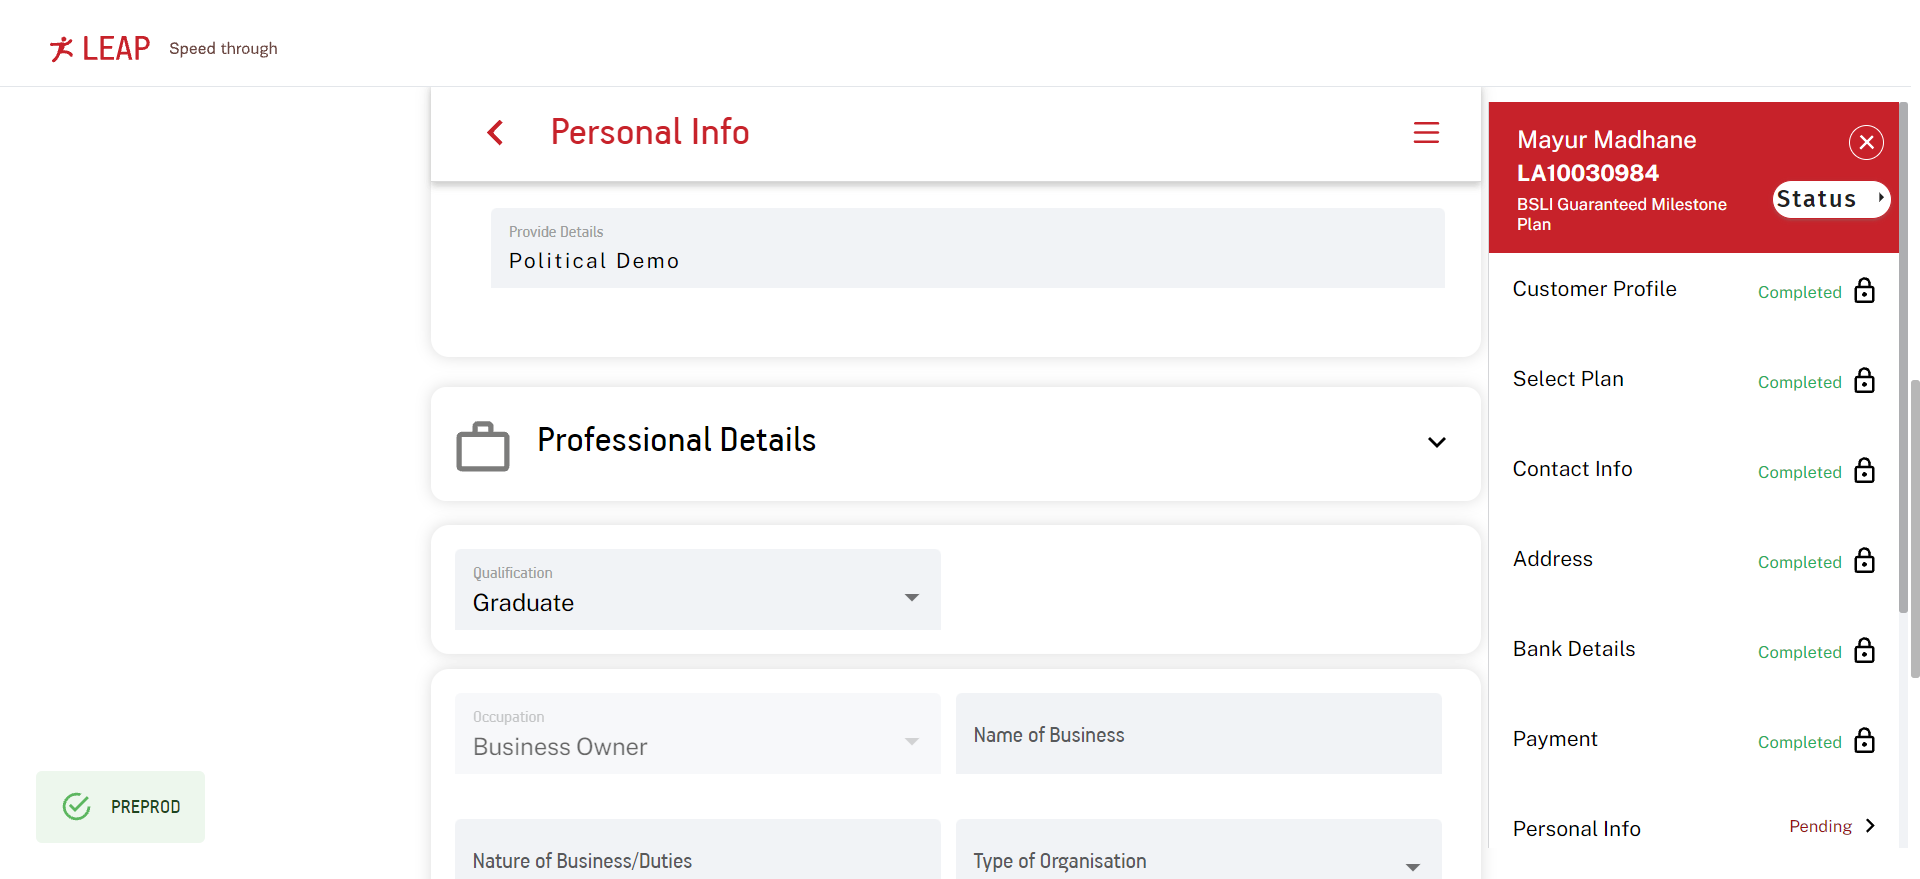 LEAP Speed through
Personal Info
Provide Details
Political Demo
Professional Details
Qualification
Graduate
Occupation
Business Owner
Name of Business
Nature of Business/Duties
Type of Organisation
PREPROD
Mayur Madhane
LA10030984
BSLI Guaranteed Milestone
Plan
Status
Customer Profile Completed
Select Plan Completed
Contact Info Completed
Address Completed
Bank Details Completed
Payment Completed
Personal Info Pending